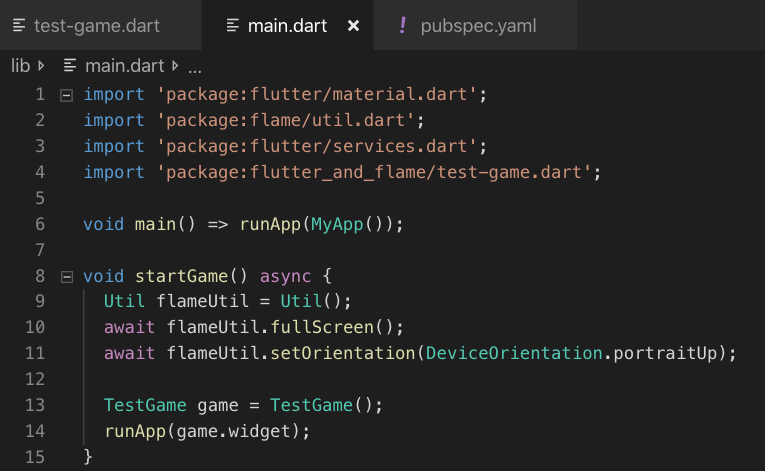 test-game.dart main.dart × ! pubspec.yaml
lib main.dart ...
1 import 'package:flutter/material.dart';
2 import 'package:flame/util.dart';
3 import 'package:flutter/services.dart';
4 import 'package:flutter_and_flame/test-game.dart';
5
6 void main() => runApp(MyApp());
7
8 void startGame() async {
9 Util flameUtil = Util();
10 await flameUtil.fullScreen();
11 await flameUtil.setOrientation(DeviceOrientation.portraitUp);
12
13 TestGame game = TestGame();
14 runApp(game.widget);
15 }